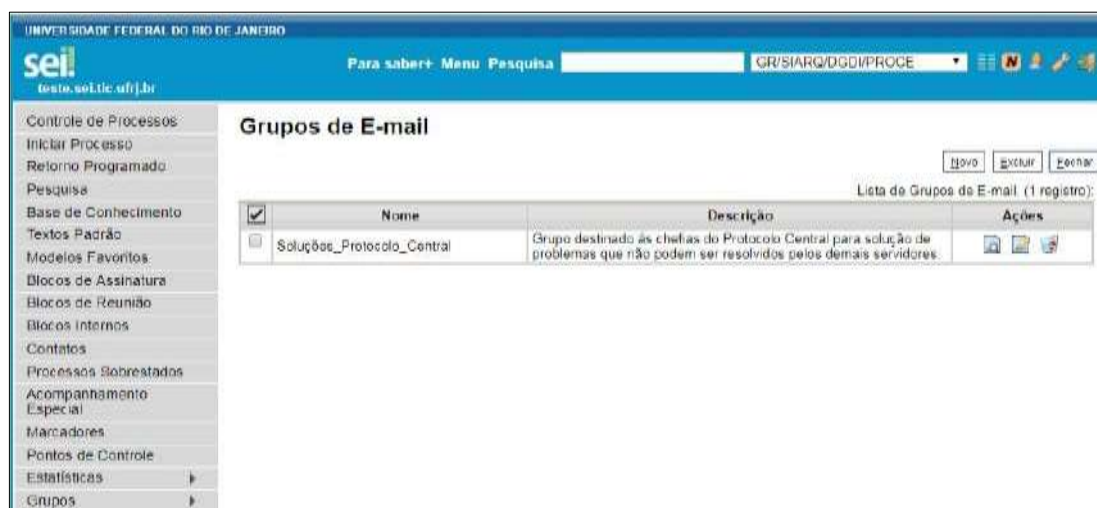 UNIVERSIDADE FEDERAL DO RIO DE JANEIRO
sei!
teste.sei.tic.ufrj.br
Para saber+ Menu Pesquisa
GR/SIARQ/DGDI/PROCE
N
Controle de Processos
Iniciar Processo
Retorno Programado
Pesquisa
Base de Conhecimento
Textos Padrão
Modelos Favoritos
Blocos de Assinatura
Blocos de Reunião
Blocos Internos
Contatos
Processos Sobrestados
Acompanhamento
Especial
Marcadores
Pontos de Controle
Estatísticas
Grupos
Grupos de E-mail
Novo Excluir Fechar
Lista de Grupos de E-mail (1 registro):
Nome Descrição Ações
Soluções_Protocolo_Central
Grupo destinado às chefias do Protocolo Central para solução de
problemas que não podem ser resolvidos pelos demais servidores.